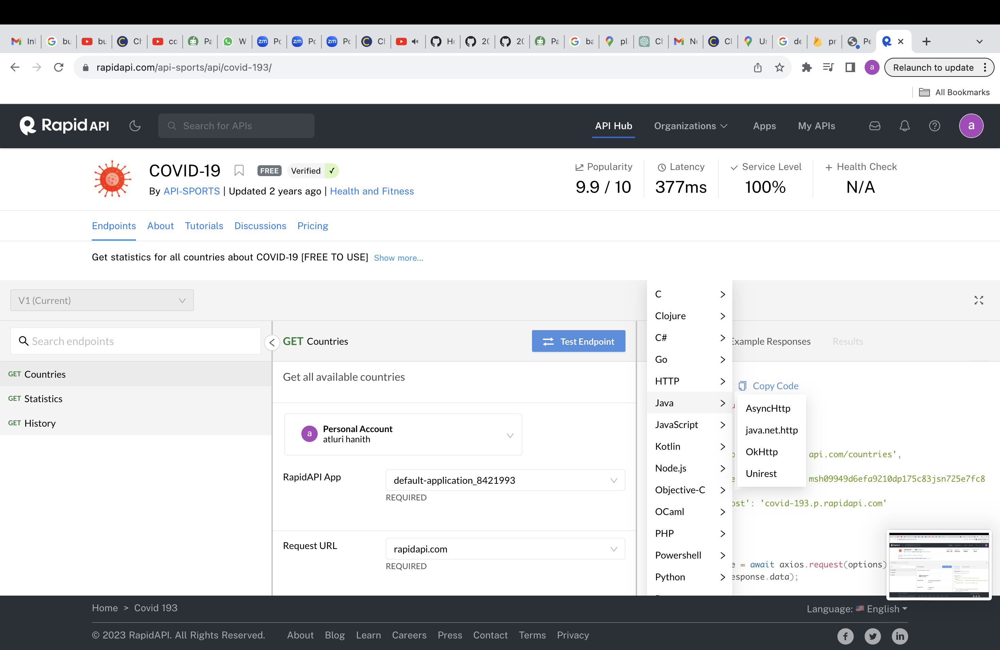 Inl
bu
bu
Ch
co
Pa
W
Pc
Pc
Pc
Ch
Hc
20
20
Pa
ba
pl
Ch
Ne
Cl
Ur
de
pr
Pe
rapidapi.com/api-sports/api/covid-193/
a
Relaunch to update
All Bookmarks
Rapid API
Search for APIs
API Hub
Organizations
Apps
My APIs
a
COVID-19
FREE
Verified ✓
By API-SPORTS | Updated 2 years ago | Health and Fitness
Popularity
9.9 / 10
Latency
377ms
Service Level
100%
Health Check
N/A
Endpoints
About
Tutorials
Discussions
Pricing
Get statistics for all countries about COVID-19 [FREE TO USE] Show more...
V1 (Current)
Search endpoints
GET Countries
GET Statistics
GET History
GET Countries
Test Endpoint
Get all available countries
a
Personal Account
atluri hanith
RapidAPI App
default-application_8421993
REQUIRED
Request URL
rapidapi.com
REQUIRED
C
Clojure
C#
Go
HTTP
Java
JavaScript
Kotlin
Node.js
Objective-C
OCaml
PHP
Powershell
Python
AsyncHttp
java.net.http
OkHttp
Unirest
Example Responses
Results
Copy Code
api.com/countries',
msh09949d6efa9210dp175c83jsn725e7fc8
ost': 'covid-193.p.rapidapi.com'
e = await axios.request(options)
esponse.data);
Home > Covid 193
Language: English
© 2023 RapidAPI. All Rights Reserved.
About
Blog
Learn
Careers
Press
Contact
Terms
Privacy